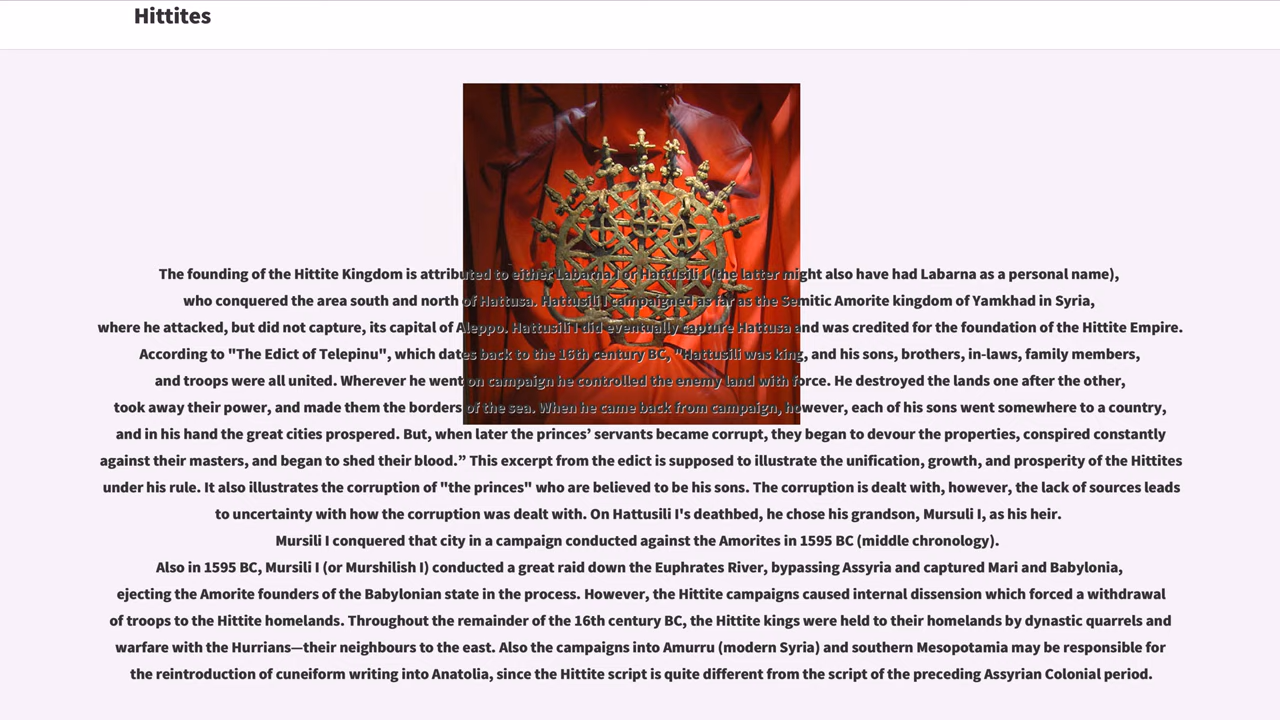 Hittites
The founding of the Hittite Kingdom is attributed to either Labarna I or Hattusili I (the latter might also have had Labarna as a personal name),
who conquered the area south and north of Hattusa. Hattusili I campaigned as far as the Semitic Amorite kingdom of Yamkhad in Syria,
where he attacked, but did not capture, its capital of Aleppo. Hattusili I did eventually capture Hattusa and was credited for the foundation of the Hittite Empire.
According to "The Edict of Telepinu", which dates back to the 16th century BC, "Hattusili was king, and his sons, brothers, in-laws, family members,
and troops were all united. Wherever he went on campaign he controlled the enemy land with force. He destroyed the lands one after the other,
took away their power, and made them the borders of the sea. When he came back from campaign, however, each of his sons went somewhere to a country,
and in his hand the great cities prospered. But, when later the princes’ servants became corrupt, they began to devour the properties, conspired constantly
against their masters, and began to shed their blood.” This excerpt from the edict is supposed to illustrate the unification, growth, and prosperity of the Hittites
under his rule. It also illustrates the corruption of "the princes" who are believed to be his sons. The corruption is dealt with, however, the lack of sources leads
to uncertainty with how the corruption was dealt with. On Hattusili I's deathbed, he chose his grandson, Mursuli I, as his heir.
Mursili I conquered that city in a campaign conducted against the Amorites in 1595 BC (middle chronology).
Also in 1595 BC, Mursili I (or Murshilish I) conducted a great raid down the Euphrates River, bypassing Assyria and captured Mari and Babylonia,
ejecting the Amorite founders of the Babylonian state in the process. However, the Hittite campaigns caused internal dissension which forced a withdrawal
of troops to the Hittite homelands. Throughout the remainder of the 16th century BC, the Hittite kings were held to their homelands by dynastic quarrels and
warfare with the Hurrians—their neighbours to the east. Also the campaigns into Amurru (modern Syria) and southern Mesopotamia may be responsible for
the reintroduction of cuneiform writing into Anatolia, since the Hittite script is quite different from the script of the preceding Assyrian Colonial period.